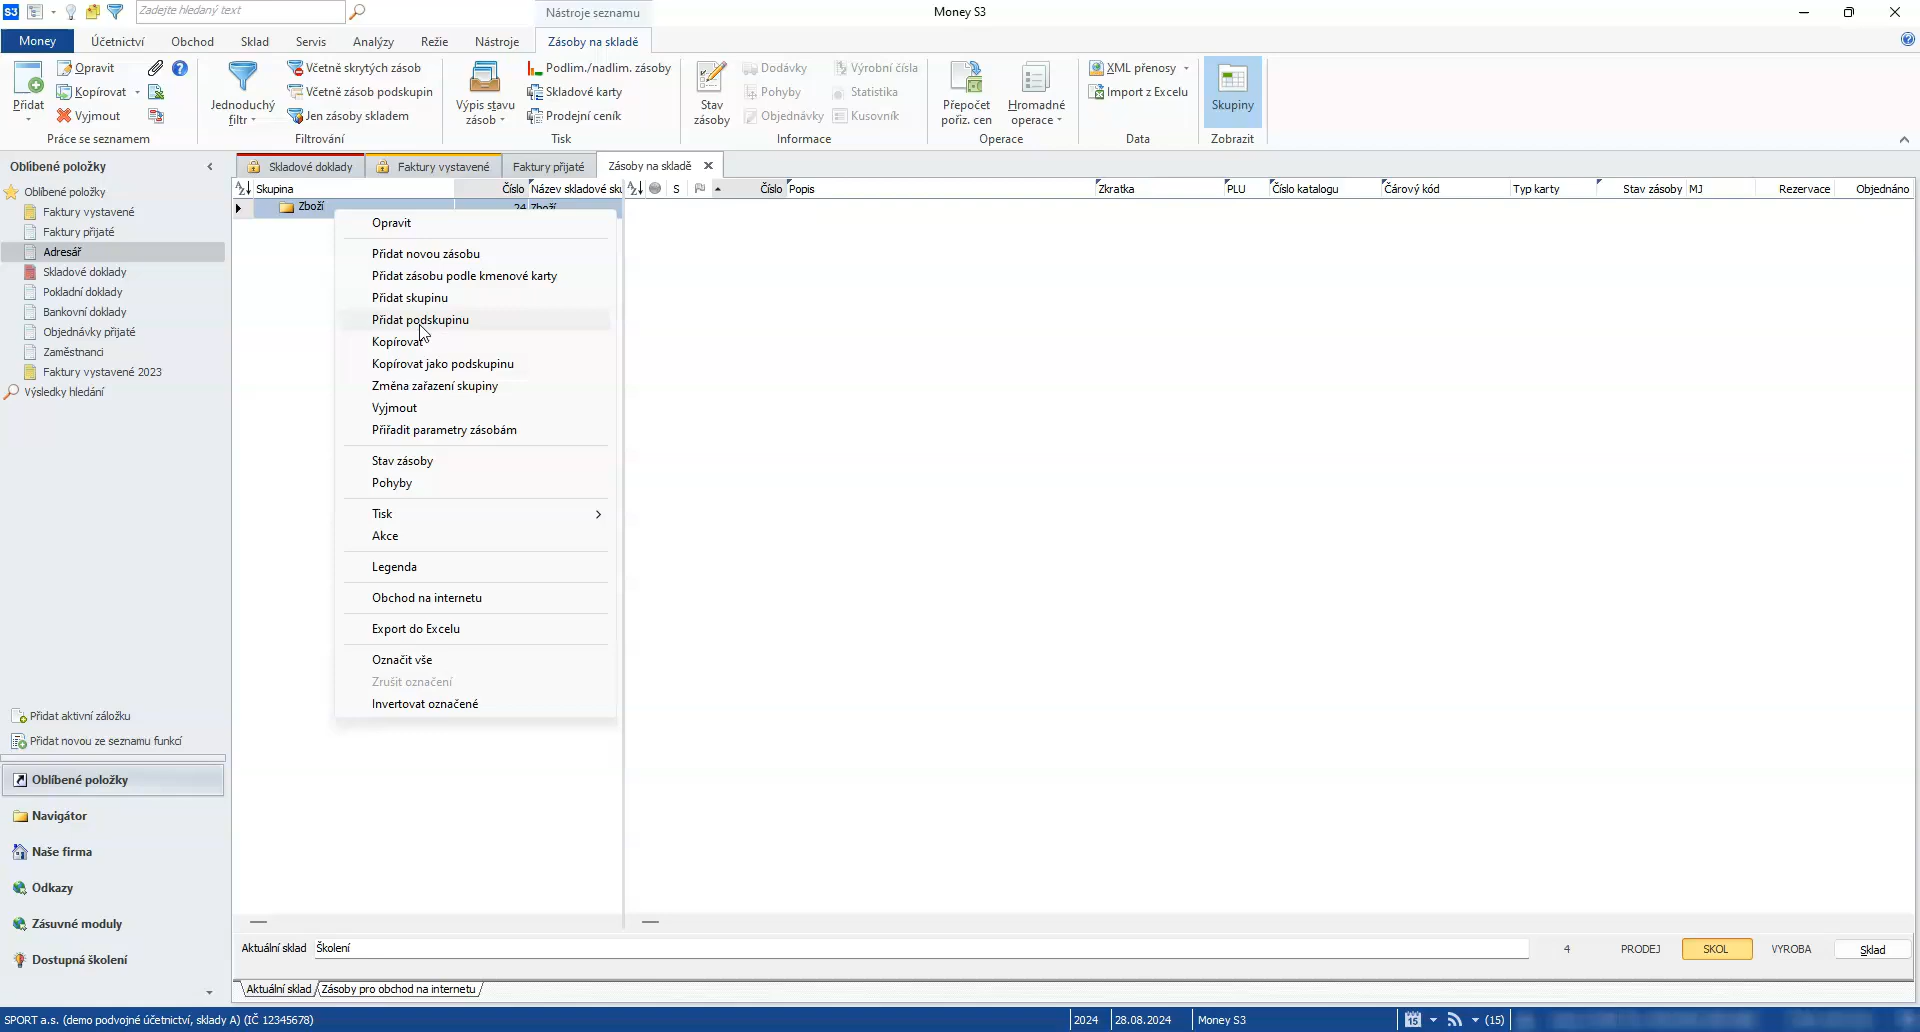 S3
Zadejte hledaný text
Nástroje seznamu
Money S3
Money
Účetnictví
Obchod
Sklad
Servis
Analýzy
Režie
Nástroje
Zásoby na skladě
Přidat
Opravit
Kopírovat
Vyjmout
Práce se seznamem
Jednoduchý
filtr
Včetně skrytých zásob
Včetně zásob podskupin
Jen zásoby skladem
Filtrování
Výpis stavu
zásob
Podlim./nadlim. zásoby
Skladové karty
Prodejní ceník
Tisk
Stav
zásoby
Dodávky
Pohyby
Objednávky
Výrobní čísla
Statistika
Kusovník
Informace
Přepočet
poříz. cen
Hromadné
operace
Operace
XML přenosy
Import z Excelu
Data
Skupiny
Zobrazit
Oblíbené položky
Oblíbené položky
Faktury vystavené
Faktury přijaté
Adresář
Skladové doklady
Pokladní doklady
Bankovní doklady
Objednávky přijaté
Zaměstnanci
Faktury vystavené 2023
Výsledky hledání
Přidat aktivní záložku
Přidat novou ze seznamu funkcí
Oblíbené položky
Navigátor
Naše firma
Odkazy
Zásuvné moduly
Dostupná školení
Skladové doklady
Faktury vystavené
Faktury přijaté
Zásoby na skladě
Skupina
Číslo
Název skladové sku
S
Číslo
Popis
Zkratka
PLU
Číslo katalogu
Čárový kód
Typ karty
Stav zásoby
MJ
Rezervace
Objednáno
Zboží
24
Zboží
Opravit
Přidat novou zásobu
Přidat zásobu podle kmenové karty
Přidat skupinu
Přidat podskupinu
Kopírovat
Kopírovat jako podskupinu
Změna zařazení skupiny
Vyjmout
Přiřadit parametry zásobám
Stav zásoby
Pohyby
Tisk
Akce
Legenda
Obchod na internetu
Export do Excelu
Označit vše
Zrušit označení
Invertovat označené
Aktuální sklad
Školení
4
PRODEJ
SKOL
VYROBA
Sklad
Aktuální sklad
Zásoby pro obchod na internetu
SPORT a.s. (demo podvojné účetnictví, sklady A) (IČ 12345678)
2024
28.08.2024
Money S3
15
(15)